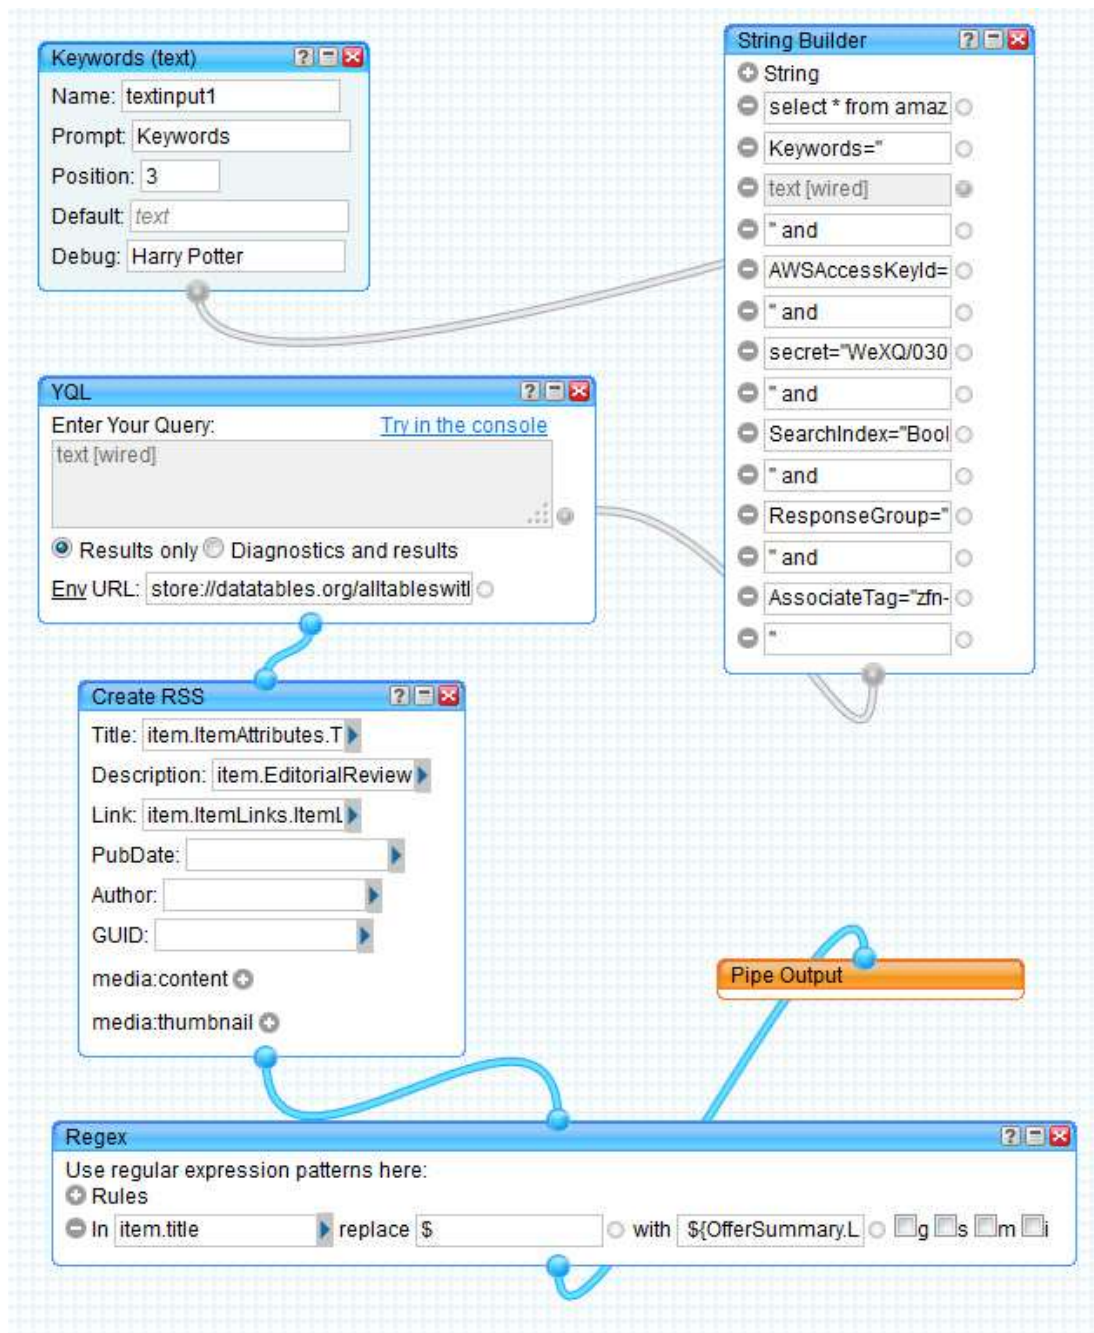 Keywords (text)
Name: textinput1
Prompt: Keywords
Position: 3
Default: text
Debug: Harry Potter
String Builder
String
select * from amaz
Keywords="
text [wired]
" and
AWSAccessKeyId=
" and
secret="WeXQ/030
" and
SearchIndex="Bool
" and
ResponseGroup="
" and
AssociateTag="zfn-
"
YQL
Enter Your Query: Try in the console
text [wired]
Results only Diagnostics and results
Env URL: store://datatables.org/alltableswitl
Create RSS
Title: item.ItemAttributes.T
Description: item.EditorialReview
Link: item.ItemLinks.ItemL
PubDate:
Author:
GUID:
media:content
media:thumbnail
Pipe Output
Regex
Use regular expression patterns here:
Rules
In item.title replace $ with ${OfferSummary.L g s m i